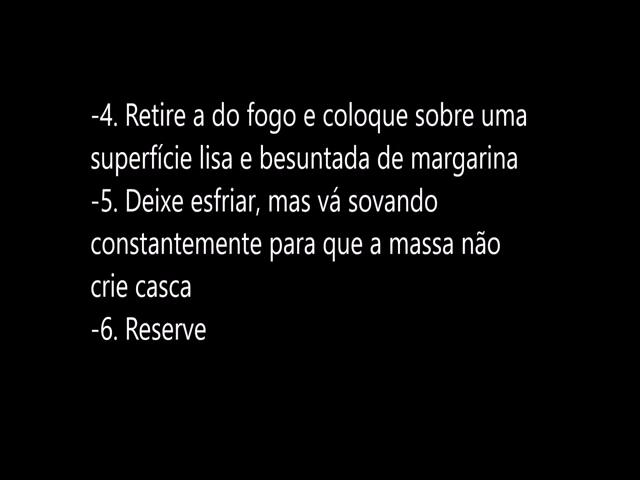 -4. Retire a do fogo e coloque sobre uma
superfície lisa e besuntada de margarina
-5. Deixe esfriar, mas vá sovando
constantemente para que a massa não
crie casca
-6. Reserve